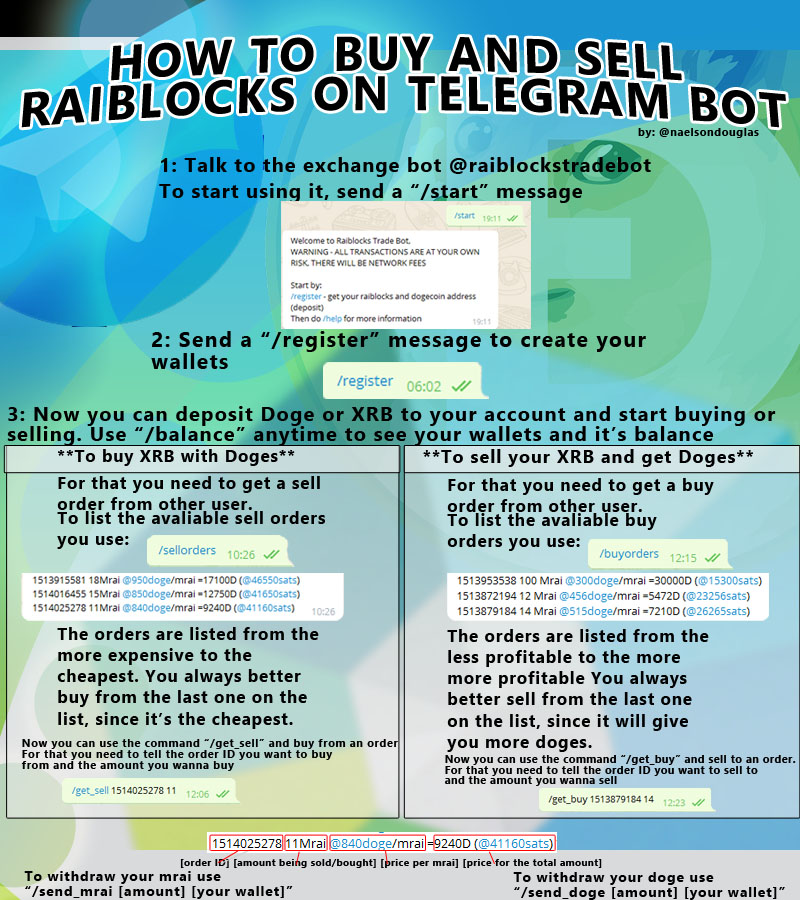 HOW TO BUY AND SELL
RAIBLOCKS ON TELEGRAM BOT
by: @naelsondouglas
1: Talk to the exchange bot @raiblockstradebot
To start using it, send a “/start” message
/start 19:11
Welcome to Raiblocks Trade Bot,
WARNING - ALL TRANSACTIONS ARE AT YOUR OWN
RISK, THERE WILL BE NETWORK FEES
Start by:
/register - get your raiblocks and dogecoin address
(deposit)
Then do /help for more information
19:11
2: Send a “/register” message to create your
wallets
/register 06:02
3: Now you can deposit Doge or XRB to your account and start buying or
selling. Use “/balance” anytime to see your wallets and it’s balance
**To buy XRB with Doges**
For that you need to get a sell
order from other user.
To list the avaliable sell orders
you use:
/sellorders 10:26
1513915581 18Mrai @950doge/mrai =17100D (@46550sats)
1514016455 15Mrai @850doge/mrai =12750D (@41650sats)
1514025278 11Mrai @840doge/mrai =9240D (@41160sats)
10:26
The orders are listed from the
more expensive to the
cheapest. You always better
buy from the last one on the
list, since it’s the cheapest.
Now you can use the command “/get_sell” and buy from an order
For that you need to tell the order ID you want to buy
from and the amount you wanna buy
/get_sell 1514025278 11 12:06
**To sell your XRB and get Doges**
For that you need to get a buy
order from other user.
To list the avaliable buy
orders you use:
/buyorders 12:15
1513953538 100 Mrai @300doge/mrai =30000D (@15300sats)
1513872194 12 Mrai @456doge/mrai =5472D (@23256sats)
1513879184 14 Mrai @515doge/mrai =7210D (@26265sats)
The orders are listed from the
less profitable to the more
more profitable You always
better sell from the last one
on the list, since it will give
you more doges.
Now you can use the command “/get_buy” and sell to an order.
For that you need to tell the order ID you want to sell to
and the amount you wanna sell
/get_buy 1513879184 14 12:23
1514025278 11Mrai @840doge/mrai =9240D (@41160sats)
[order ID] [amount being sold/bought] [price per mrai] [price for the total amount]
To withdraw your mrai use
“/send_mrai [amount] [your wallet]”
To withdraw your doge use
“/send_doge [amount] [your wallet]”